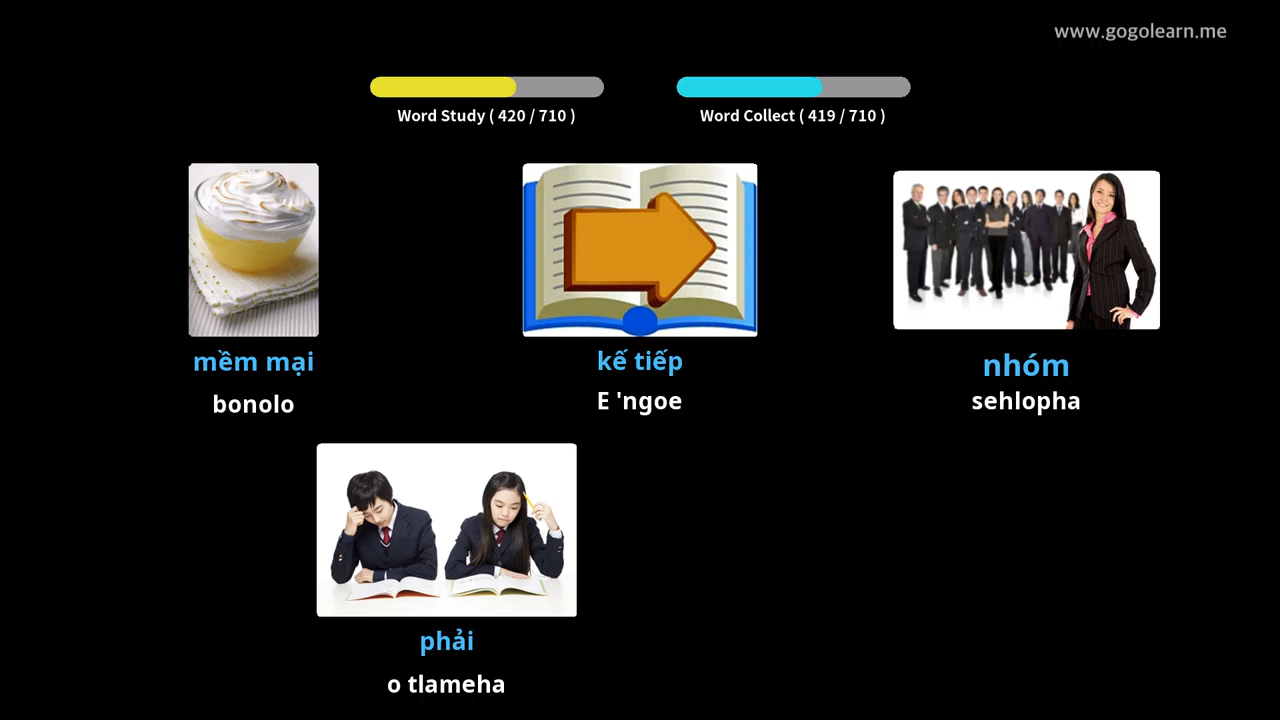 www.gogolearn.me
Word Study ( 420 / 710 )
Word Collect ( 419 / 710 )
mềm mại
bonolo
kế tiếp
E 'ngoe
nhóm
sehlopha
phải
o tlameha